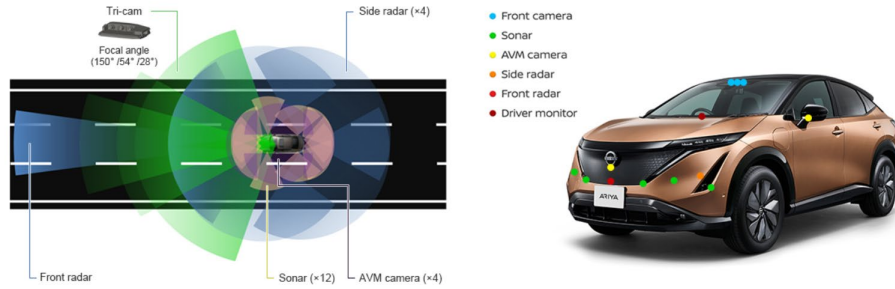 Tri-cam
Focal angle
(150° /54° /28°)
Side radar (×4)
Front radar
Sonar (×12)
AVM camera (×4)
Front camera
Sonar
AVM camera
Side radar
Front radar
Driver monitor
ARIYA